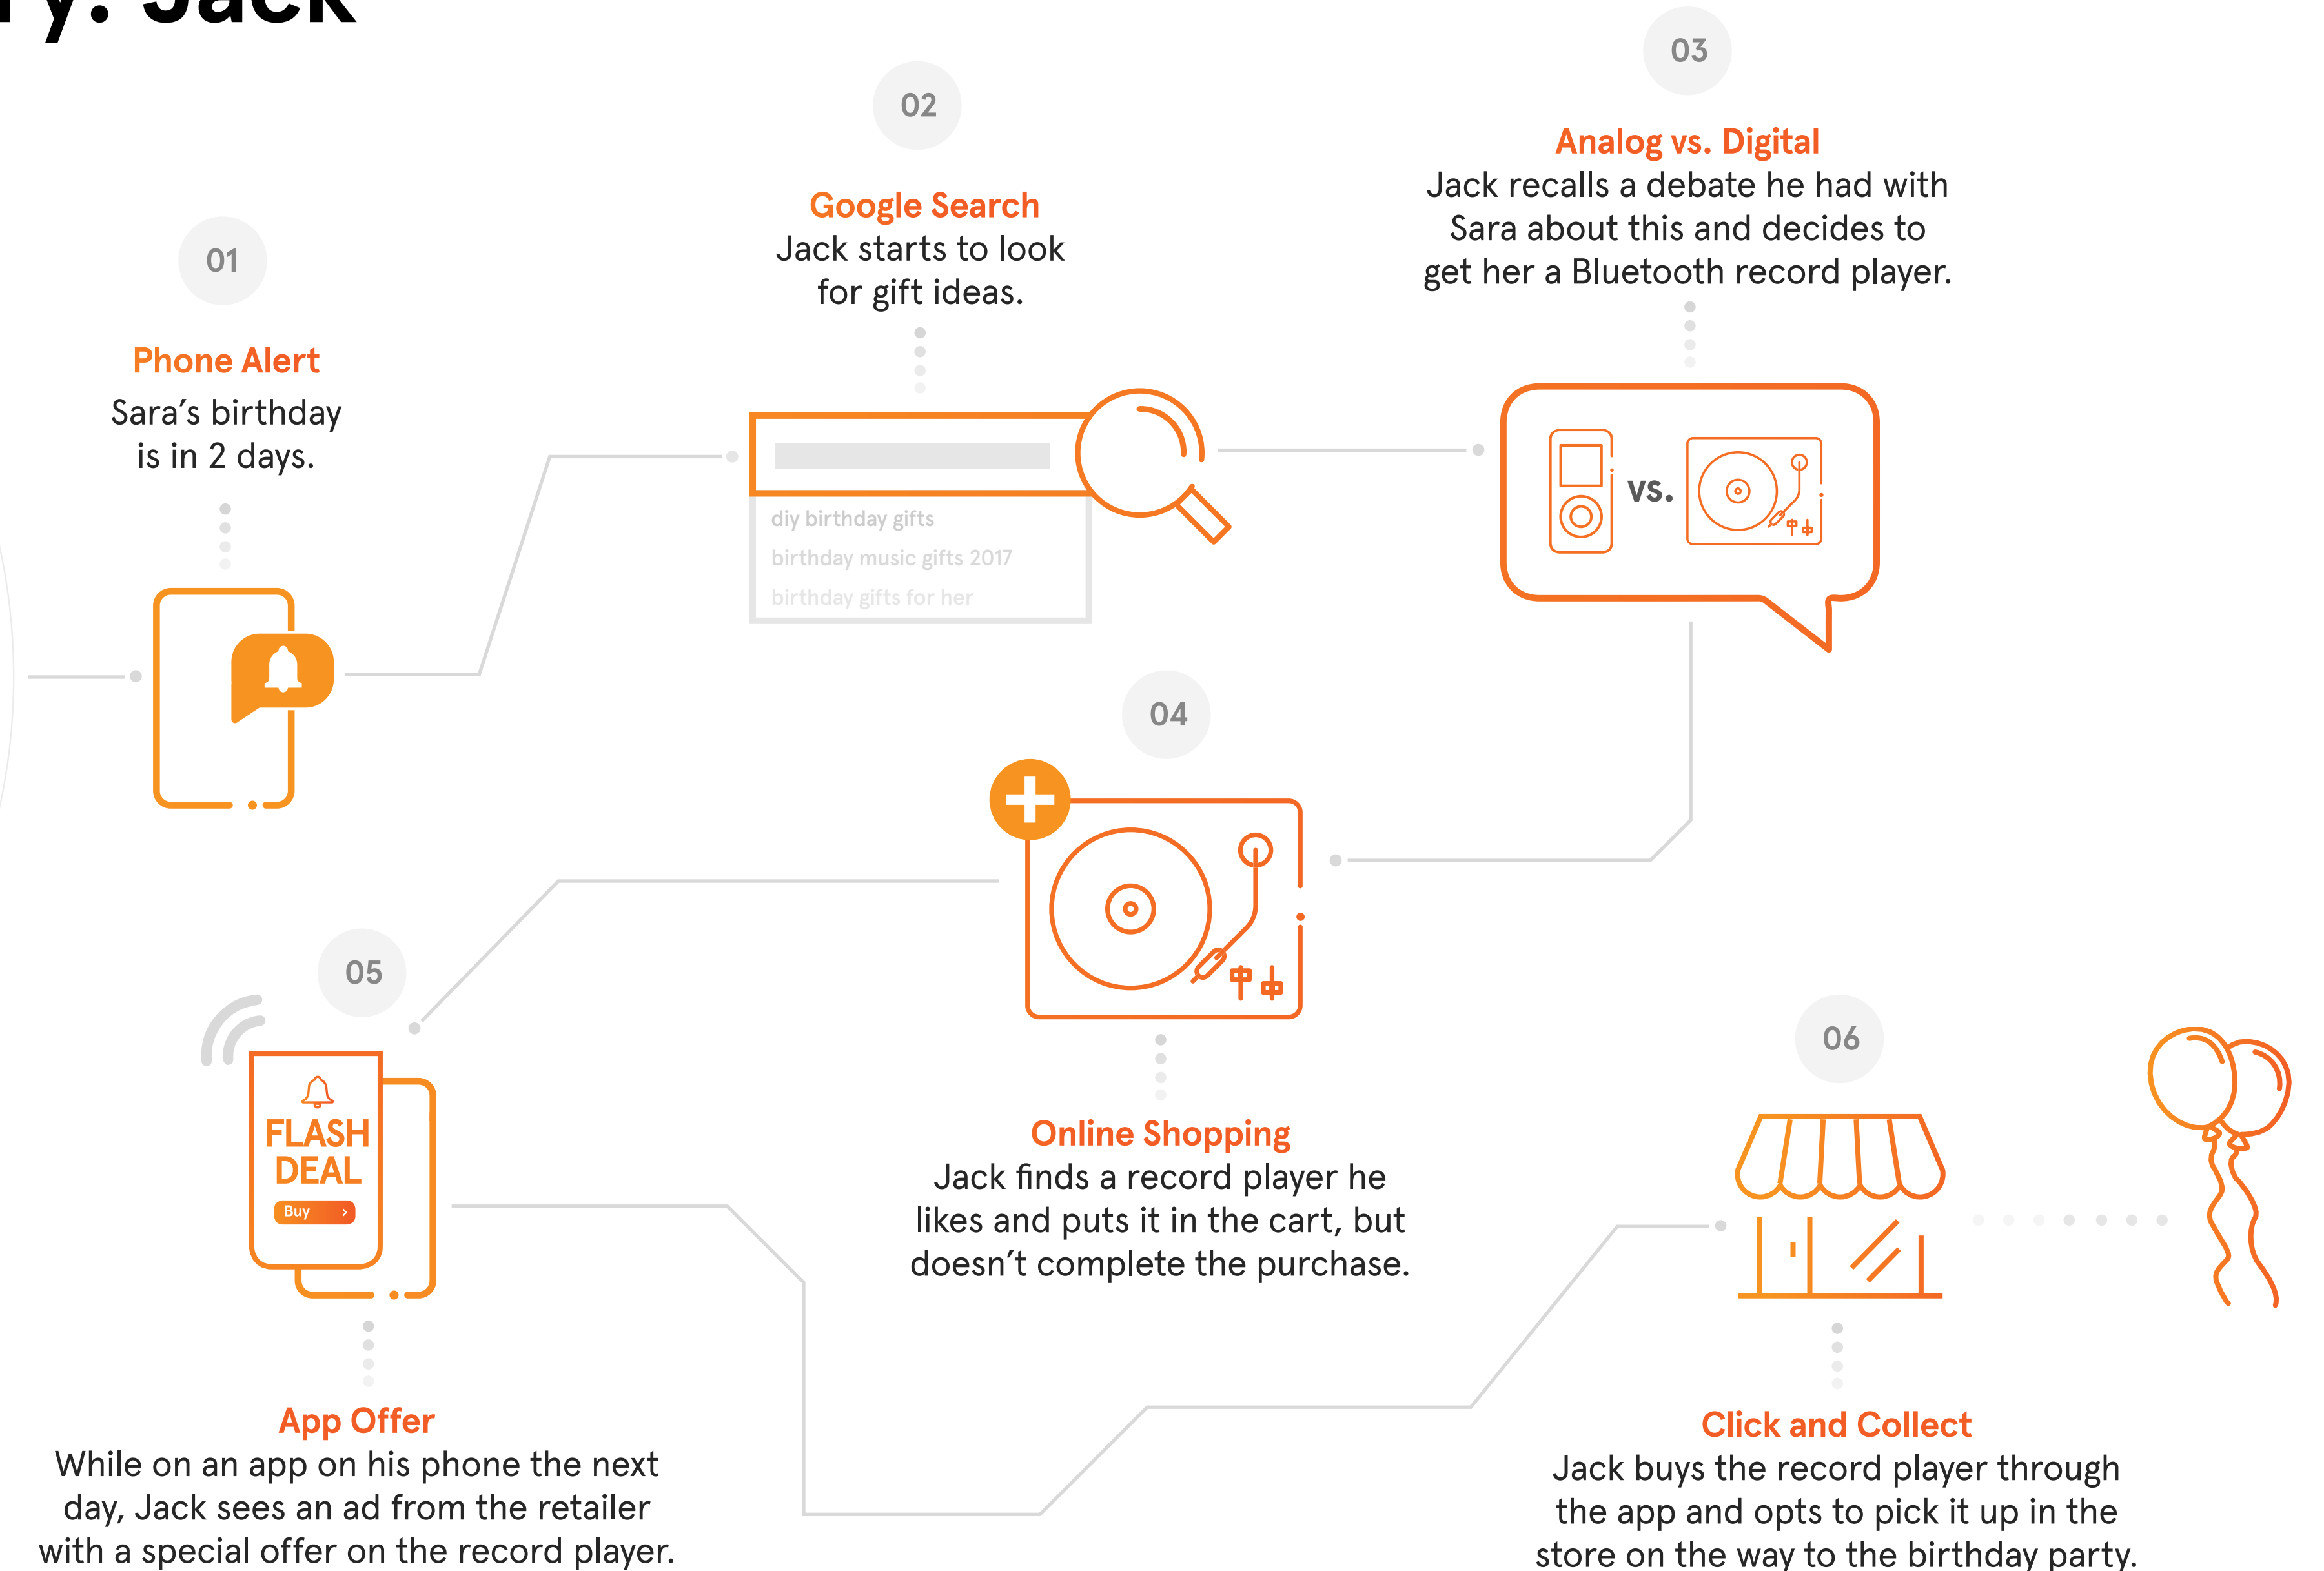 Jack
01
Phone Alert
Sara’s birthday
is in 2 days.
02
Google Search
Jack starts to look
for gift ideas.
diy birthday gifts
birthday music gifts 2017
birthday gifts for her
03
Analog vs. Digital
Jack recalls a debate he had with
Sara about this and decides to
get her a Bluetooth record player.
vs.
04
Online Shopping
Jack finds a record player he
likes and puts it in the cart, but
doesn’t complete the purchase.
05
FLASH
DEAL
Buy ›
App Offer
While on an app on his phone the next
day, Jack sees an ad from the retailer
with a special offer on the record player.
06
Click and Collect
Jack buys the record player through
the app and opts to pick it up in the
store on the way to the birthday party.